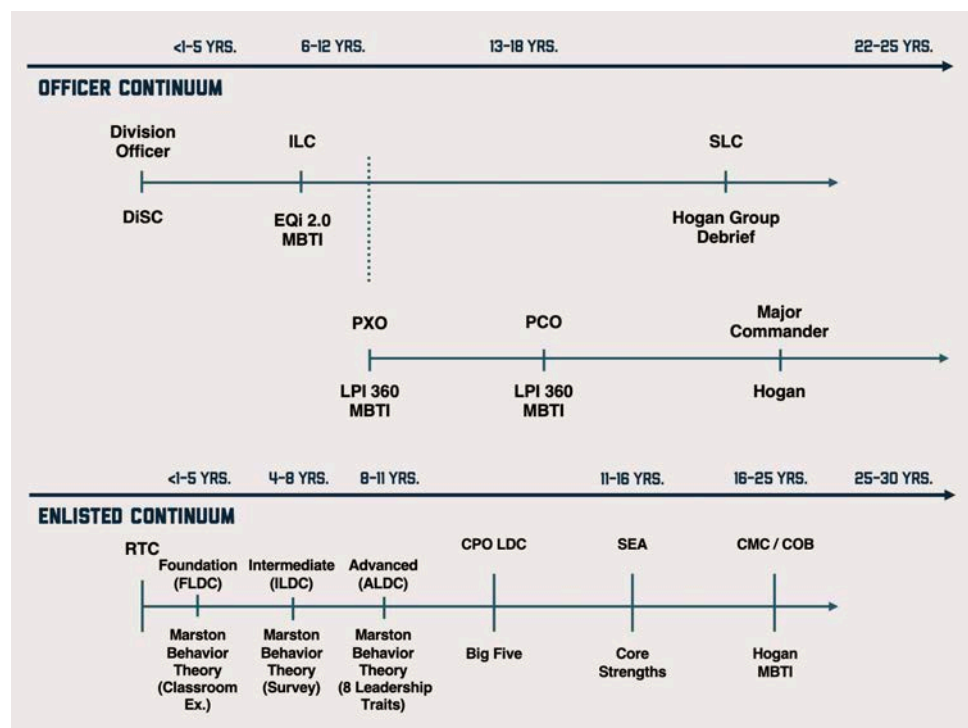 <1-5 YRS. 6-12 YRS. 13-18 YRS. 22-25 YRS.
OFFICER CONTINUUM
Division
Officer
ILC
SLC
DiSC
EQi 2.0
MBTI
Hogan Group
Debrief
PXO
PCO
Major
Commander
LPI 360
MBTI
LPI 360
MBTI
Hogan
<1-5 YRS. 4-8 YRS. 8-11 YRS. 11-16 YRS. 16-25 YRS. 25-30 YRS.
ENLISTED CONTINUUM
RTC
Foundation
(FLDC)
Intermediate
(ILDC)
Advanced
(ALDC)
CPO LDC
SEA
CMC / COB
Marston
Behavior
Theory
(Classroom
Ex.)
Marston
Behavior
Theory
(Survey)
Marston
Behavior
Theory
(8 Leadership
Traits)
Big Five
Core
Strengths
Hogan
MBTI